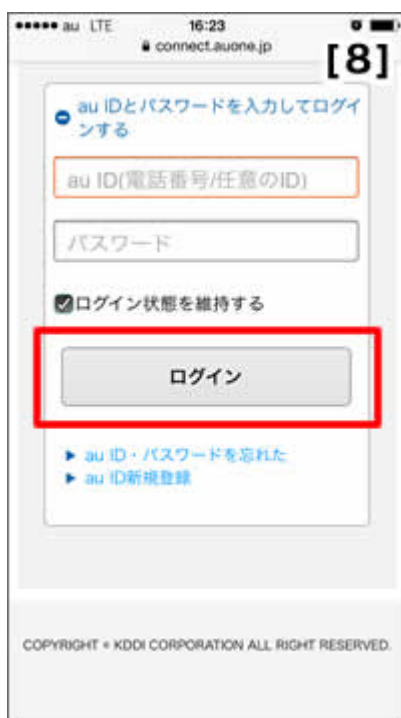 au LTE 16:23
connect.auone.jp
[8]
au IDとパスワードを入力してログイ
ンする
au ID(電話番号/任意のID)
パスワード
ログイン状態を維持する
ログイン
au ID・パスワードを忘れた
au ID新規登録
COPYRIGHT © KDDI CORPORATION ALL RIGHT RESERVED.